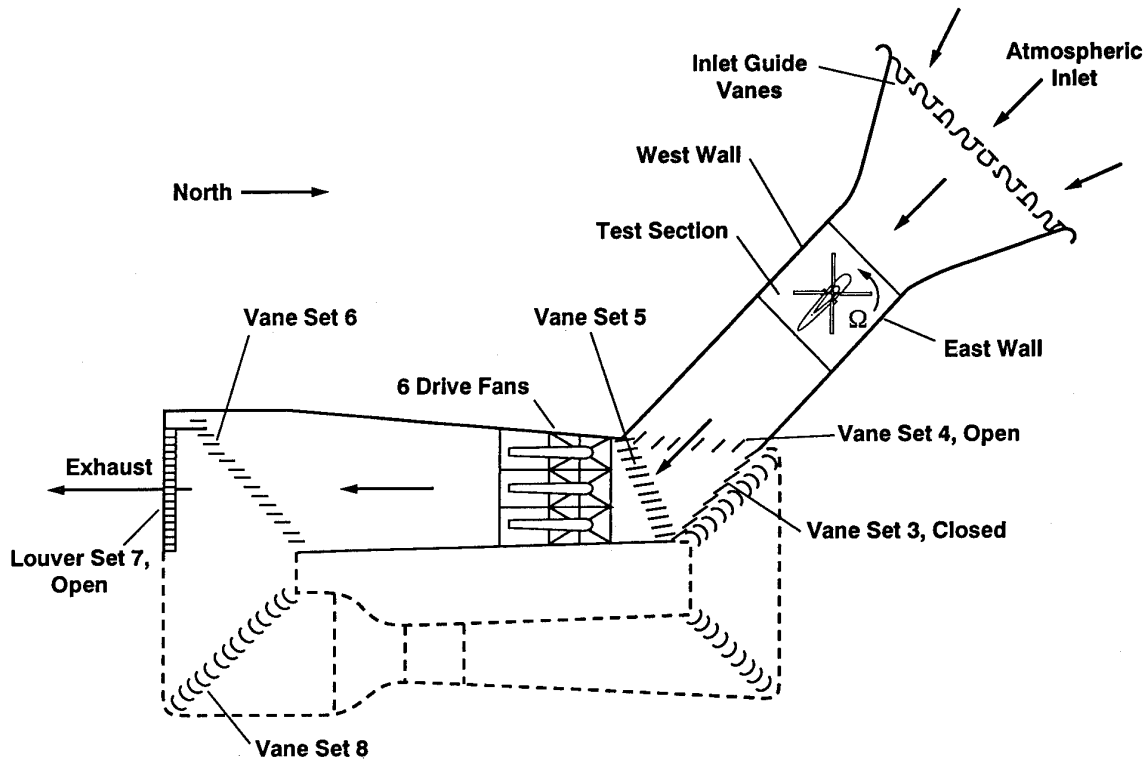 Inlet Guide
Vanes
Atmospheric
Inlet
West Wall
North
Test Section
Ω
Vane Set 6
Vane Set 5
East Wall
6 Drive Fans
Vane Set 4, Open
Exhaust
Vane Set 3, Closed
Louver Set 7,
Open
Vane Set 8